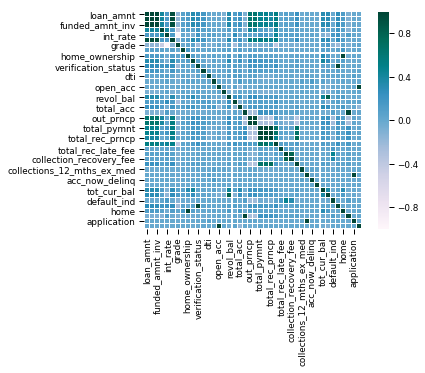 loan_amnt
funded_amnt_inv
int_rate
grade
home_ownership
verification_status
dti
open_acc
revol_bal
total_acc
out_prncp
total_pymnt
total_rec_prncp
total_rec_late_fee
collection_recovery_fee
collections_12_mths_ex_med
acc_now_delinq
tot_cur_bal
default_ind
home
application
0.8
0.4
0.0
−0.4
−0.8
loan_amnt
funded_amnt_inv
int_rate
grade
home_ownership
verification_status
dti
open_acc
revol_bal
total_acc
out_prncp
total_pymnt
total_rec_prncp
total_rec_late_fee
collection_recovery_fee
collections_12_mths_ex_med
acc_now_delinq
tot_cur_bal
default_ind
home
application